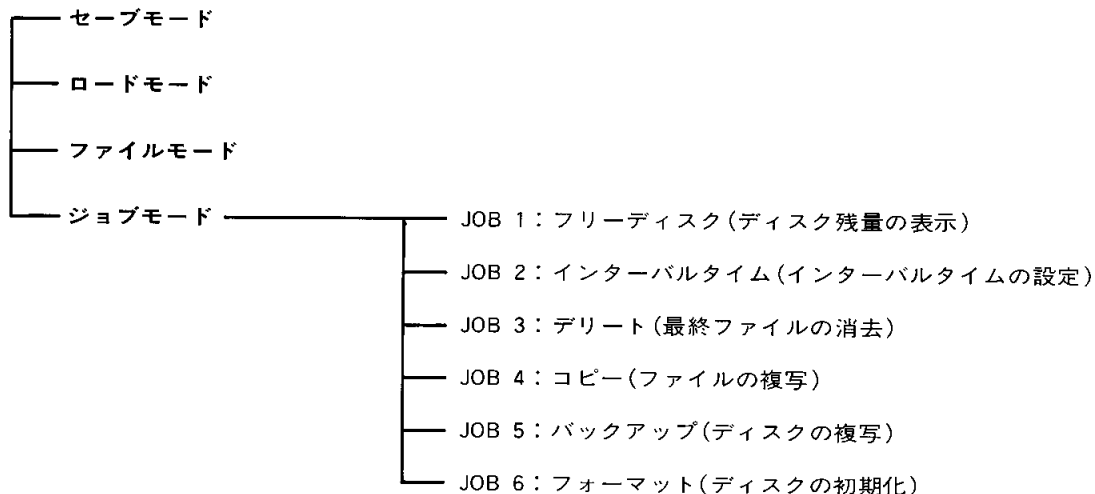 セーブモード
ロードモード
ファイルモード
ジョブモード
JOB 1：フリーディスク(ディスク残量の表示)
JOB 2：インターバルタイム(インターバルタイムの設定)
JOB 3：デリート(最終ファイルの消去)
JOB 4：コピー(ファイルの複写)
JOB 5：バックアップ(ディスクの複写)
JOB 6：フォーマット(ディスクの初期化)